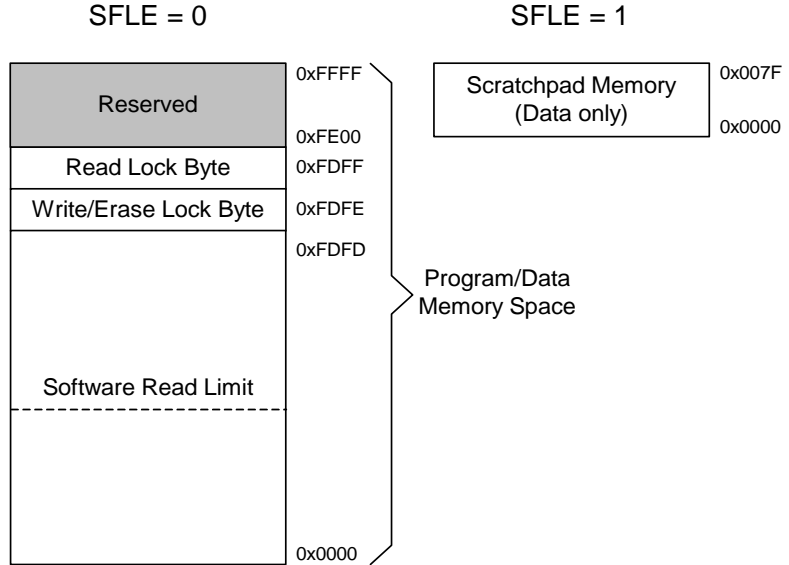 SFLE = 0
SFLE = 1
Reserved
0xFFFF
0xFE00
Read Lock Byte
0xFDFF
Write/Erase Lock Byte
0xFDFE
0xFDFD
Software Read Limit
0x0000
Program/Data
Memory Space
Scratchpad Memory
(Data only)
0x007F
0x0000